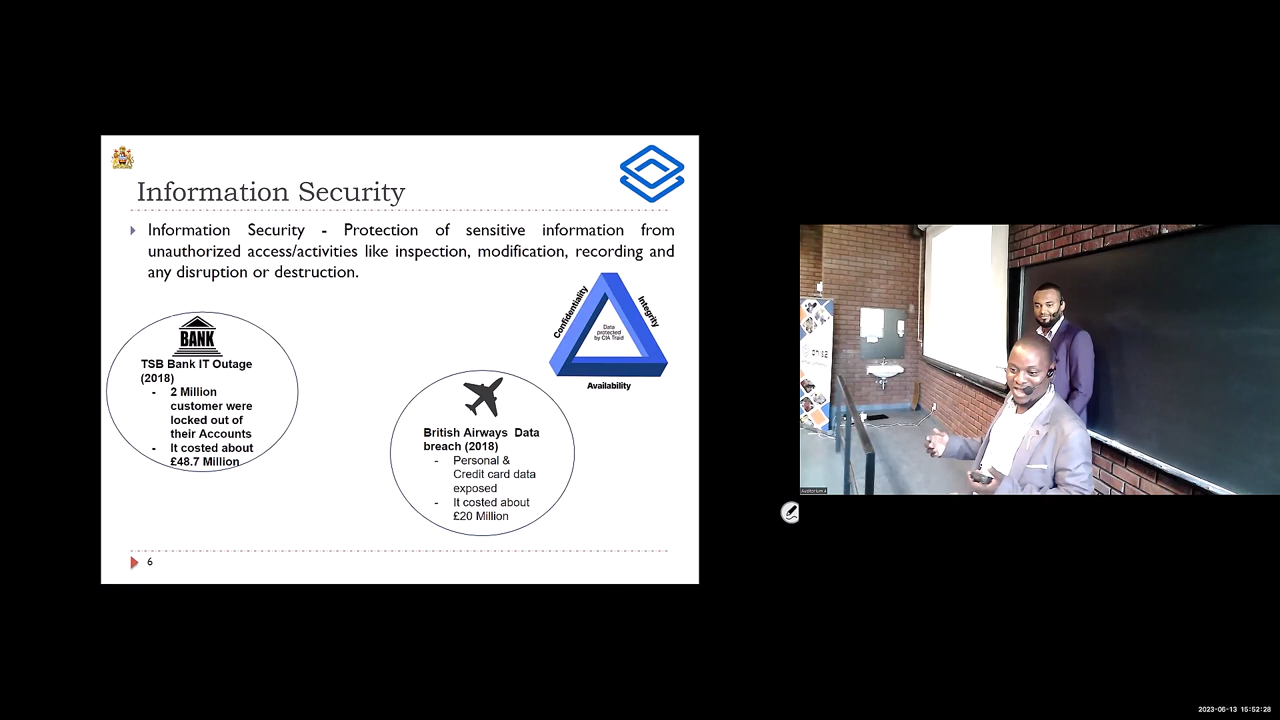 Information Security
Information Security - Protection of sensitive information from
unauthorized access/activities like inspection, modification, recording and
any disruption or destruction.
Confidentiality
Integrity
Data
protected
by CIA Traid
Availability
BANK
TSB Bank IT Outage
(2018)
- 2 Million
customer were
locked out of
their Accounts
- It costed about
£48.7 Million
British Airways Data
breach (2018)
- Personal &
Credit card data
exposed
- It costed about
£20 Million
6
Auditorium A
2023-06-13 15:52:28